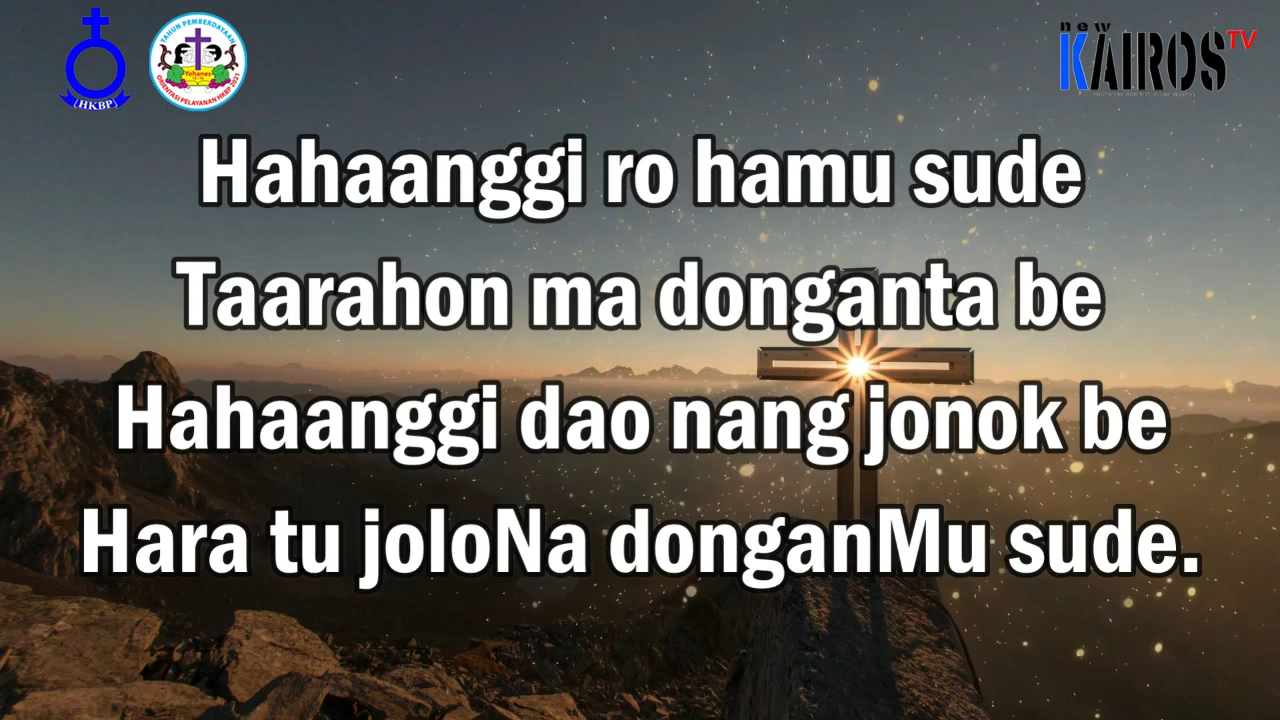 HKBP
TAHUN PEMBERDAYAAN
Yohanes
ORIENTASI PELAYANAN HKBP 2021
new
KAIROS TV
Hahaanggi ro hamu sude
Taarahon ma donganta be
Hahaanggi dao nang jonok be
Hara tu joloNa donganMu sude.